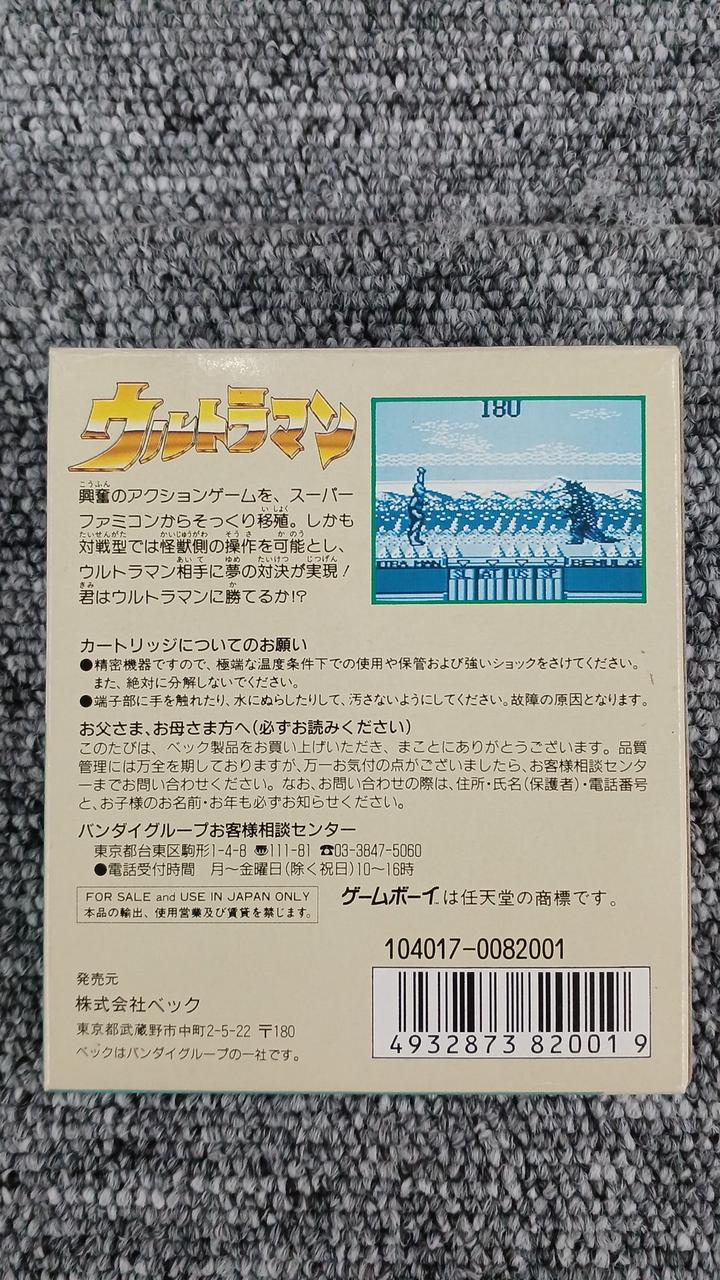 ウルトラマン
興奮のアクションゲームを、スーパー
ファミコンからそっくり移殖。しかも
対戦型では怪獣側の操作を可能とし、
ウルトラマン相手に夢の対決が実現!
君はウルトラマンに勝てるか!?
180
BEMULAR
カートリッジについてのお願い
●精密機器ですので、極端な温度条件下での使用や保管および強いショックをさけてください。
また、絶対に分解しないでください。
●端子部に手を触れたり、水にぬらしたりして、汚さないようにしてください。故障の原因となります。
お父さま、お母さま方へ(必ずお読みください)
このたびは、ベック製品をお買い上げいただき、まことにありがとうございます。品質
管理には万全を期しておりますが、万一お気付の点がございましたら、お客様相談センタ
ーまでお問い合わせください。なお、お問い合わせの際は、住所・氏名(保護者)・電話番号
と、お子様のお名前・お年も必ずお知らせください。
バンダイグループお客様相談センター
東京都台東区駒形1-4-8 〠111-81 ☎03-3847-5060
●電話受付時間 月〜金曜日(除く祝日)10〜16時
FOR SALE and USE IN JAPAN ONLY
本品の輸出、使用営業及び賃貸を禁じます。
ゲームボーイ™は任天堂の商標です。
104017-0082001
発売元
株式会社ベック
東京都武蔵野市中町2-5-22 〒180
ベックはバンダイグループの一社です。
4932873820019